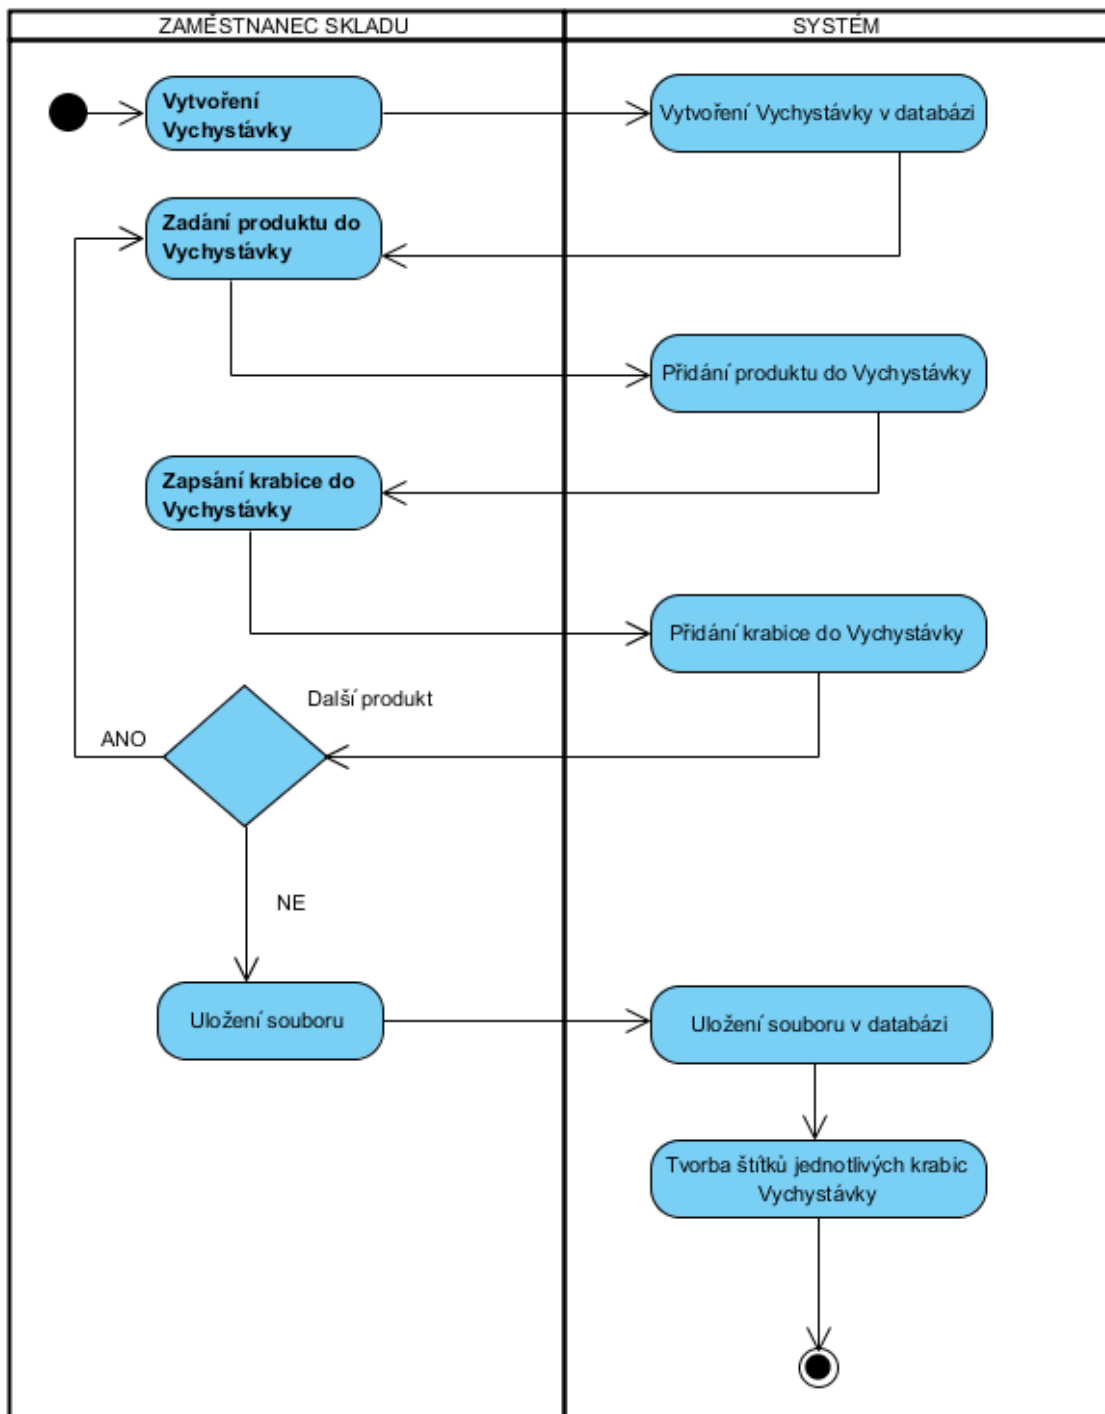 ZAMĚSTNANEC SKLADU
SYSTÉM
Vytvoření
Vychystávky
Vytvoření Vychystávky v databázi
Zadání produktu do
Vychystávky
Přidání produktu do Vychystávky
Zapsání krabice do
Vychystávky
Přidání krabice do Vychystávky
Další produkt
ANO
NE
Uložení souboru
Uložení souboru v databázi
Tvorba štítků jednotlivých krabic
Vychystávky